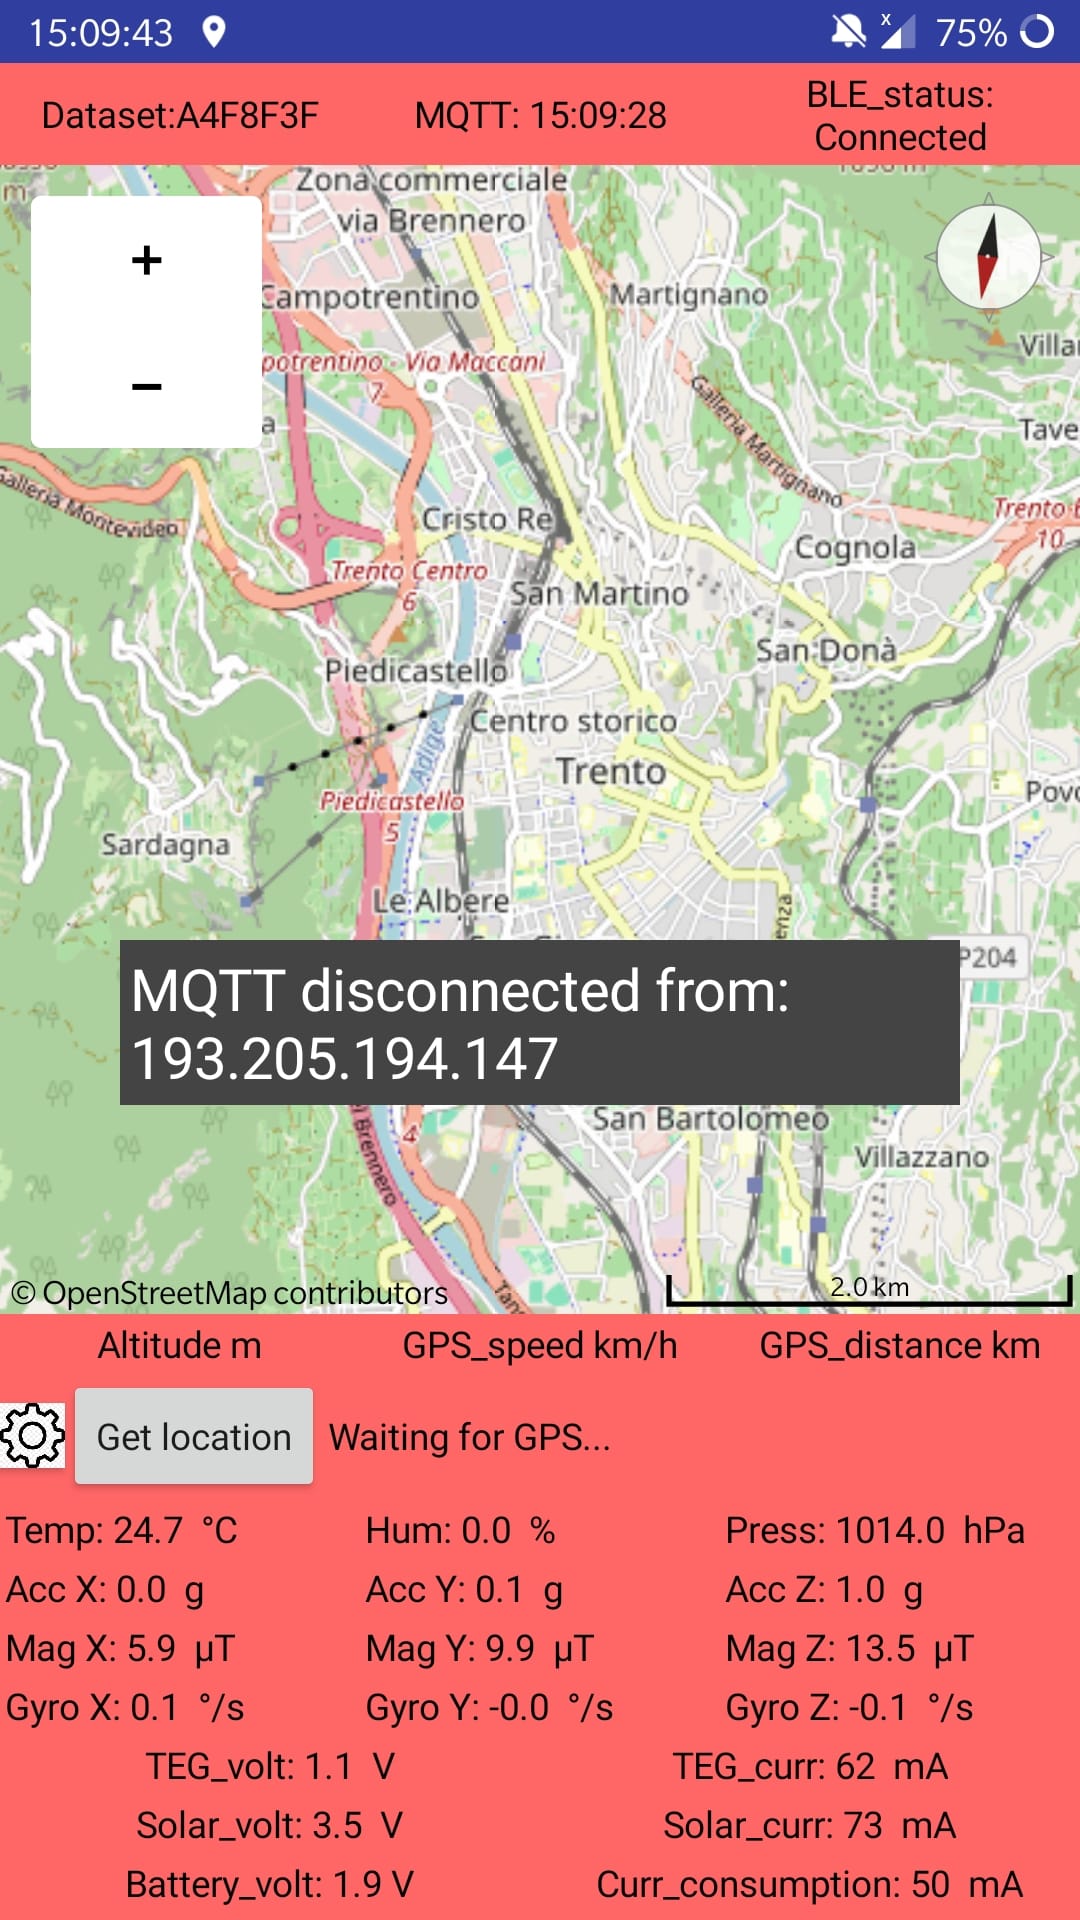 15:09:43
x 75%
Dataset:A4F8F3F
MQTT: 15:09:28
BLE_status:
Connected
m
Zona commerciale
via Brennero
+
Campotrentino
Martignano
Villa
potrentino - Via Maccani
7
−
a
Tave
Galleria Martignano
Galleria Montevideo
Trento
10
Cristo Re
Cognola
Trento Centro
6
San Martino
San Donà
Piedicastello
Centro storico
Adige
Trento
Piedicastello
5
Povo
Sardagna
Le Albere
enza
P204
MQTT disconnected from:
193.205.194.147
San Bartolomeo
l Brennero
4
Villazzano
Tang
© OpenStreetMap contributors
2.0 km
Altitude m
GPS_speed km/h
GPS_distance km
Get location
Waiting for GPS...
Temp: 24.7 °C
Hum: 0.0 %
Press: 1014.0 hPa
Acc X: 0.0 g
Acc Y: 0.1 g
Acc Z: 1.0 g
Mag X: 5.9 µT
Mag Y: 9.9 µT
Mag Z: 13.5 µT
Gyro X: 0.1 °/s
Gyro Y: -0.0 °/s
Gyro Z: -0.1 °/s
TEG_volt: 1.1 V
TEG_curr: 62 mA
Solar_volt: 3.5 V
Solar_curr: 73 mA
Battery_volt: 1.9 V
Curr_consumption: 50 mA